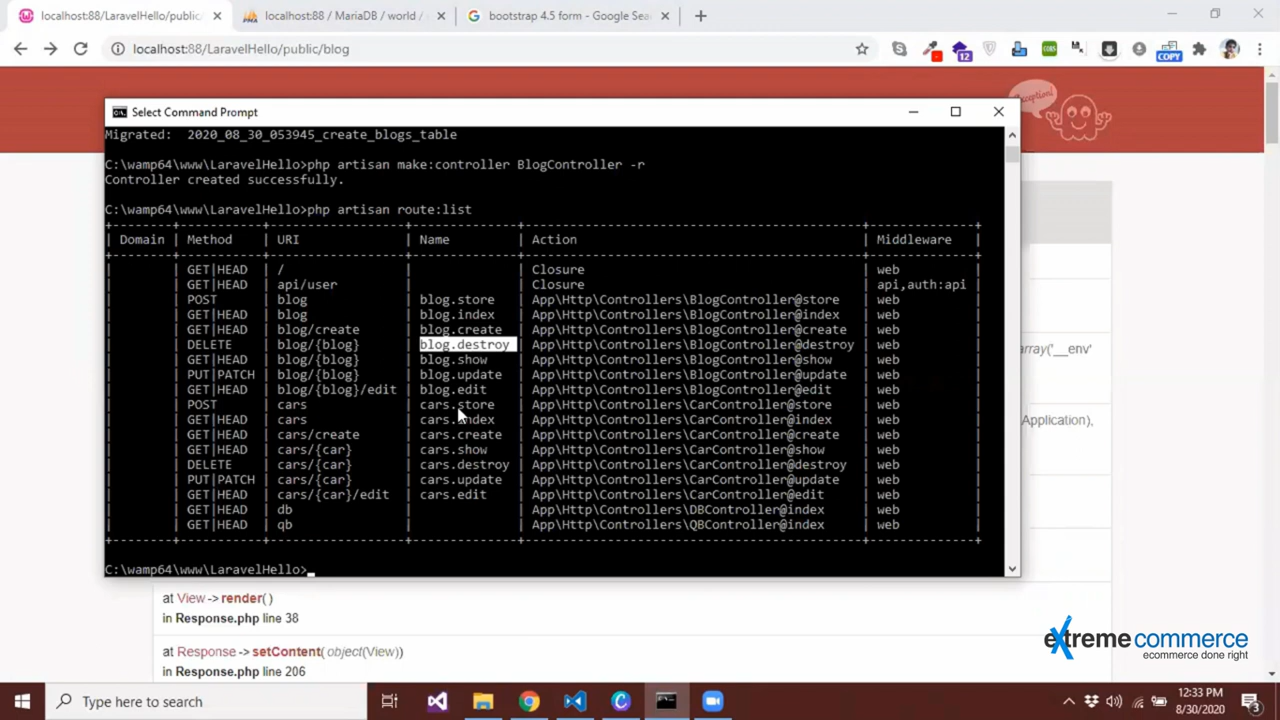 localhost:88/LaravelHello/public/
localhost:88 / MariaDB / world /
bootstrap 4.5 form - Google Sea
localhost:88/LaravelHello/public/blog
12
CORS
COPY
Exception!
Select Command Prompt
Migrated: 2020_08_30_053945_create_blogs_table
C:\wamp64\www\LaravelHello>php artisan make:controller BlogController -r
Controller created successfully.
C:\wamp64\www\LaravelHello>php artisan route:list
| Domain | Method | URI | Name | Action | Middleware |
| | GET|HEAD | / | | Closure | web |
| | GET|HEAD | api/user | | Closure | api,auth:api |
| | POST | blog | blog.store | App\Http\Controllers\BlogController@store | web |
| | GET|HEAD | blog | blog.index | App\Http\Controllers\BlogController@index | web |
| | GET|HEAD | blog/create | blog.create | App\Http\Controllers\BlogController@create | web |
| | DELETE | blog/{blog} | blog.destroy | App\Http\Controllers\BlogController@destroy | web |
| | GET|HEAD | blog/{blog} | blog.show | App\Http\Controllers\BlogController@show | web |
| | PUT|PATCH | blog/{blog} | blog.update | App\Http\Controllers\BlogController@update | web |
| | GET|HEAD | blog/{blog}/edit | blog.edit | App\Http\Controllers\BlogController@edit | web |
| | POST | cars | cars.store | App\Http\Controllers\CarController@store | web |
| | GET|HEAD | cars | cars.index | App\Http\Controllers\CarController@index | web |
| | GET|HEAD | cars/create | cars.create | App\Http\Controllers\CarController@create | web |
| | GET|HEAD | cars/{car} | cars.show | App\Http\Controllers\CarController@show | web |
| | DELETE | cars/{car} | cars.destroy | App\Http\Controllers\CarController@destroy | web |
| | PUT|PATCH | cars/{car} | cars.update | App\Http\Controllers\CarController@update | web |
| | GET|HEAD | cars/{car}/edit | cars.edit | App\Http\Controllers\CarController@edit | web |
| | GET|HEAD | db | | App\Http\Controllers\DBController@index | web |
| | GET|HEAD | qb | | App\Http\Controllers\QBController@index | web |
C:\wamp64\www\LaravelHello>
array('__env'
Application),
at View -> render()
in Response.php line 38
at Response -> setContent(object(View))
in Response.php line 206
extreme commerce
ecommerce done right
Type here to search
12:33 PM
8/30/2020
3